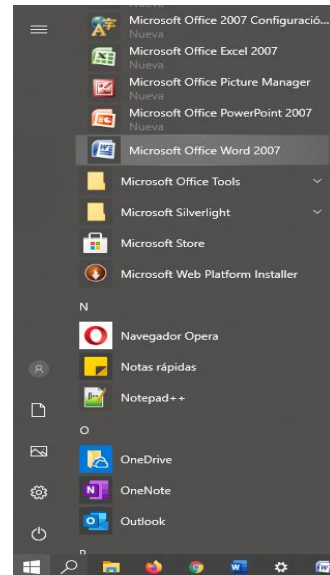 Nueva
Microsoft Office 2007 Configuració...
Nueva
Microsoft Office Excel 2007
Nueva
Microsoft Office Picture Manager
Nueva
Microsoft Office PowerPoint 2007
Nueva
Microsoft Office Word 2007
Microsoft Office Tools
Microsoft Silverlight
Microsoft Store
Microsoft Web Platform Installer
N
Navegador Opera
Notas rápidas
Notepad++
O
OneDrive
OneNote
Outlook
P